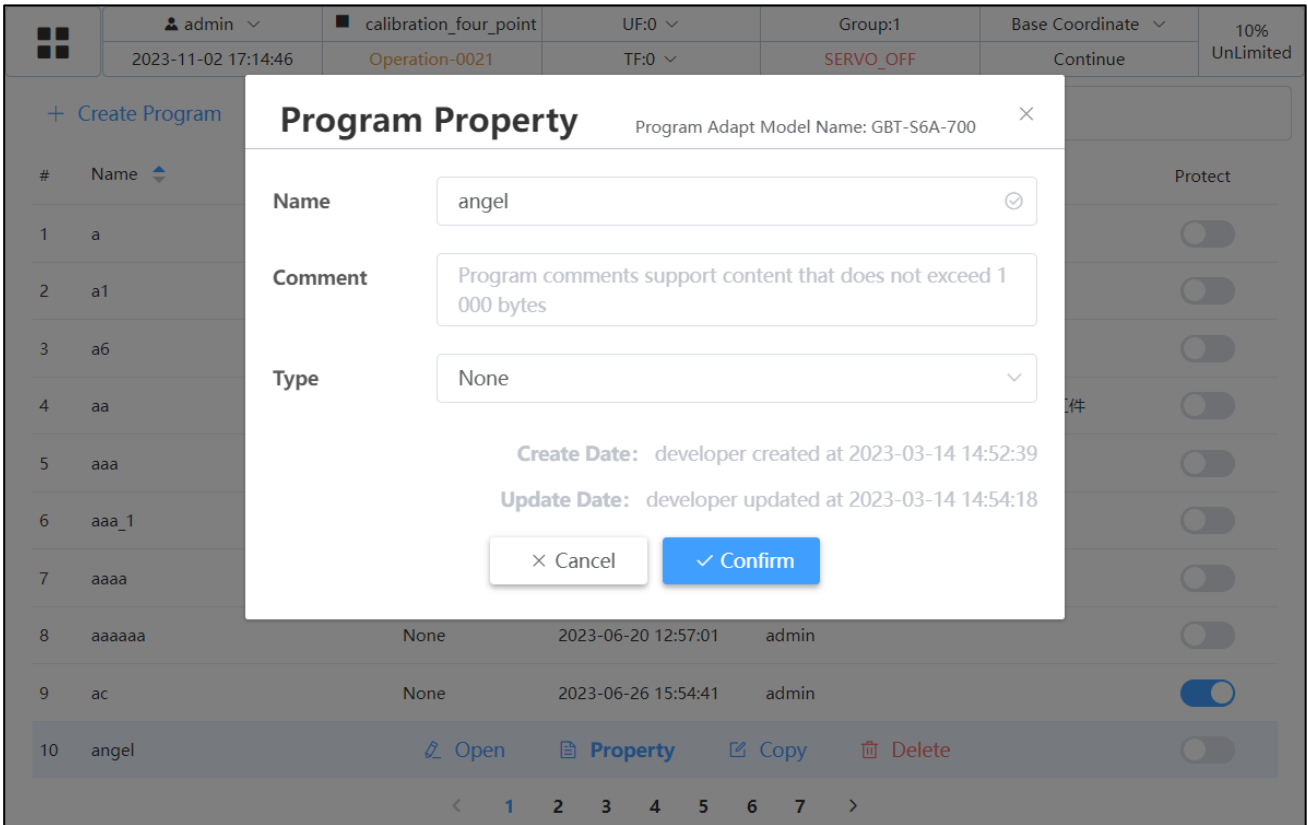 admin
calibration_four_point
UF:0
Group:1
Base Coordinate
10%
UnLimited
2023-11-02 17:14:46
Operation-0021
TF:0
SERVO_OFF
Continue
+ Create Program
Program Property
Program Adapt Model Name: GBT-S6A-700
# Name Protect
Name angel
Comment Program comments support content that does not exceed 1
000 bytes
Type None
Create Date: developer created at 2023-03-14 14:52:39
Update Date: developer updated at 2023-03-14 14:54:18
Cancel Confirm
1 a
2 a1
3 a6
4 aa 件
5 aaa
6 aaa_1
7 aaaa
8 aaaaaa None 2023-06-20 12:57:01 admin
9 ac None 2023-06-26 15:54:41 admin
10 angel Open Property Copy Delete
< 1 2 3 4 5 6 7 >